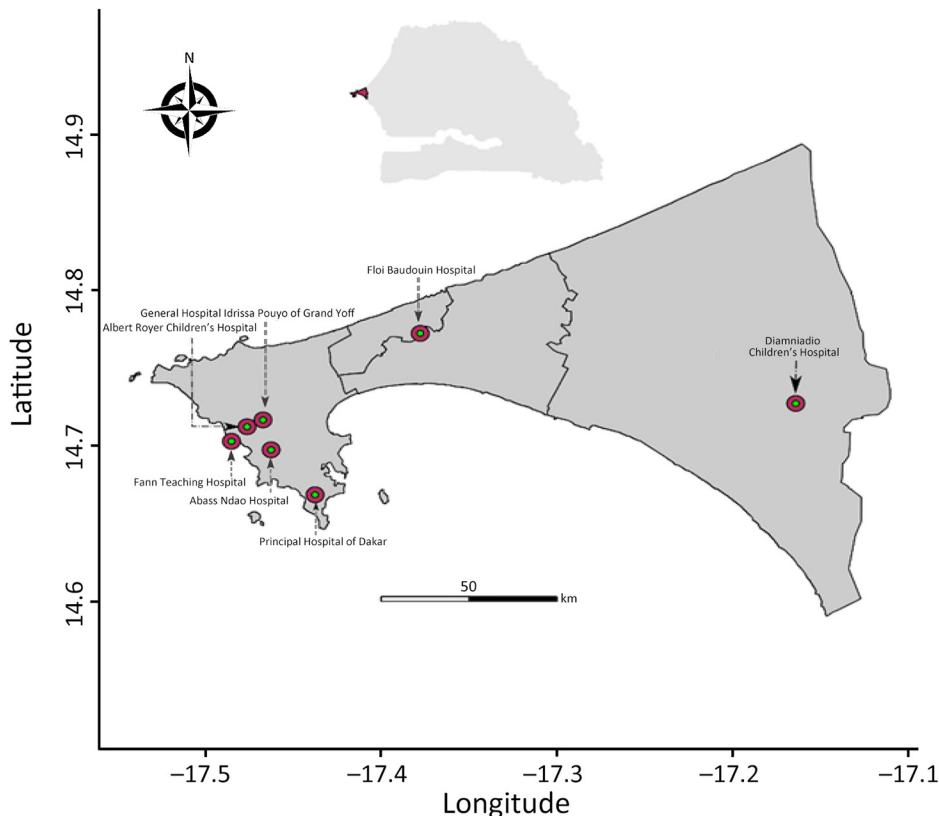 N
14.9
14.8
14.7
14.6
Latitude
Floi Baudouin Hospital
General Hospital Idrissa Pouyo of Grand Yoff
Albert Royer Children's Hospital
Diamniadio
Children's Hospital
Fann Teaching Hospital
Abass Ndao Hospital
Principal Hospital of Dakar
50
km
−17.5
−17.4
−17.3
−17.2
−17.1
Longitude